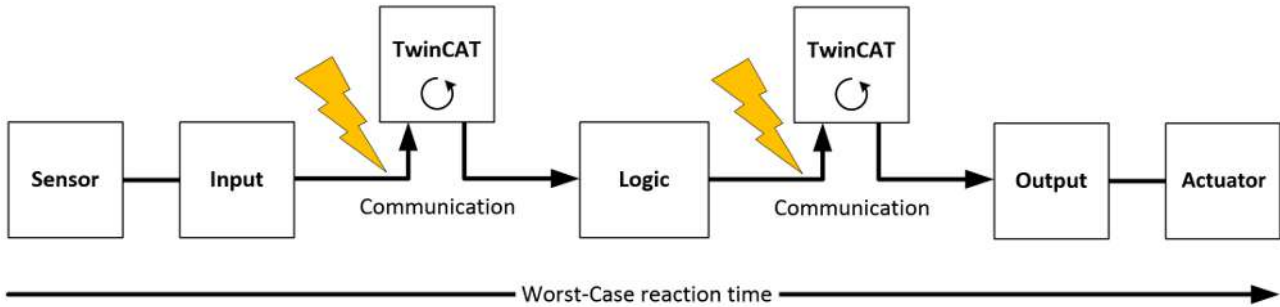 TwinCAT
TwinCAT
Sensor
Input
Logic
Output
Actuator
Communication
Communication
Worst-Case reaction time